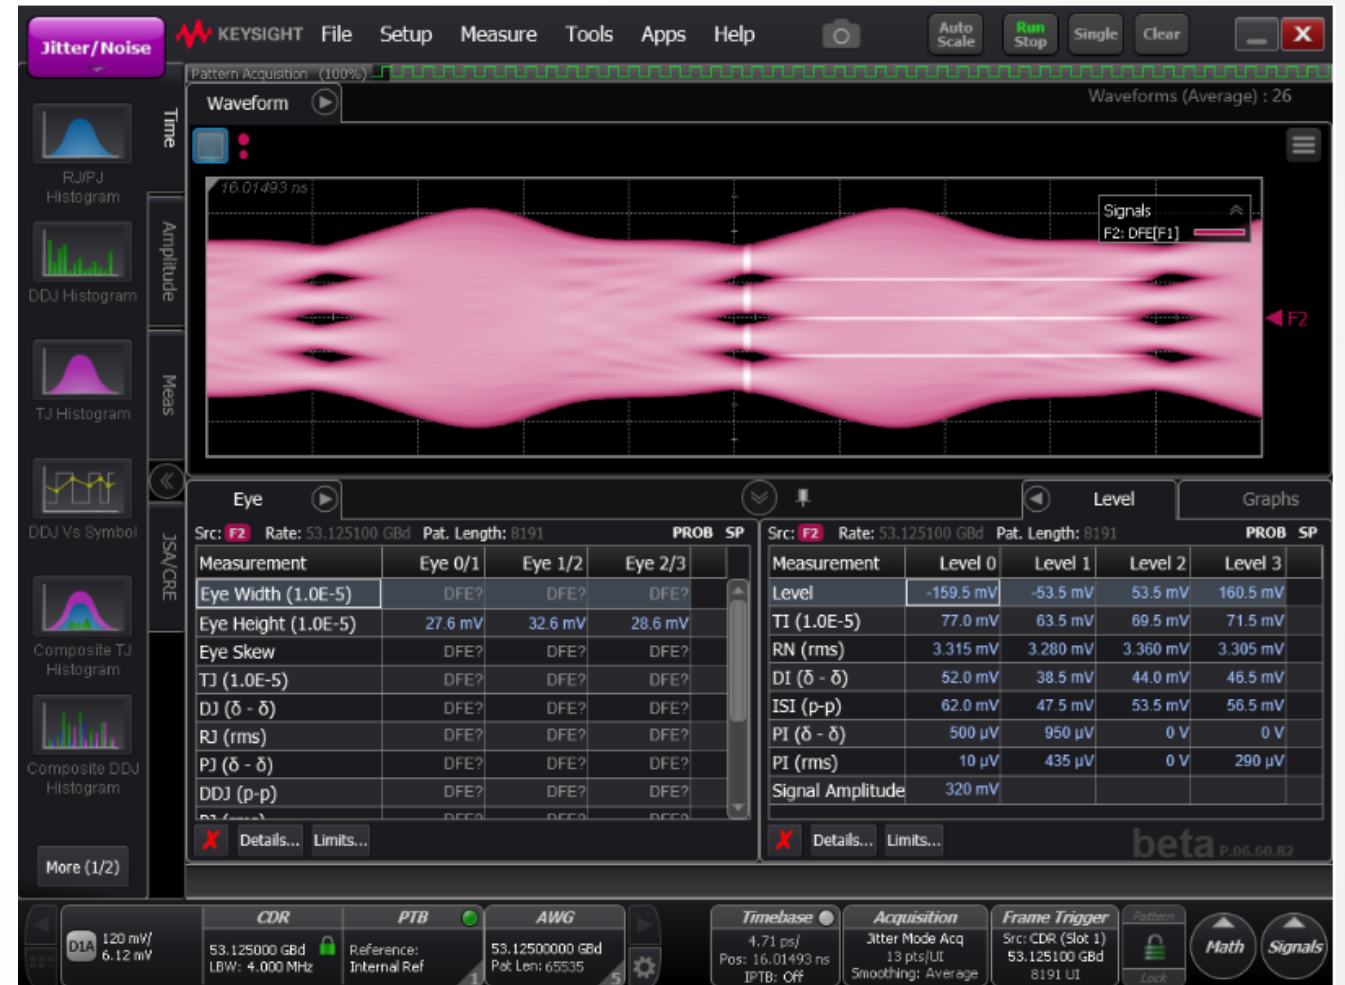 Jitter/Noise
KEYSIGHT File Setup Measure Tools Apps Help
Auto Scale
Run Stop
Single
Clear
X
Pattern Acquisition (100%)
Waveform
Waveforms (Average) : 26
16.01493 ns
Signals
F2: DFE[F1]
F2
Time
Amplitude
Meas
JSA/CRE
RJ/PJ
Histogram
DDJ Histogram
TJ Histogram
DDJ Vs Symbol
Composite TJ
Histogram
Composite DDJ
Histogram
More (1/2)
Eye
Src: F2 Rate: 53.125100 GBd Pat. Length: 8191 PROB SP
Measurement Eye 0/1 Eye 1/2 Eye 2/3
Eye Width (1.0E-5) DFE? DFE? DFE?
Eye Height (1.0E-5) 27.6 mV 32.6 mV 28.6 mV
Eye Skew DFE? DFE? DFE?
TJ (1.0E-5) DFE? DFE? DFE?
DJ (δ - δ) DFE? DFE? DFE?
RJ (rms) DFE? DFE? DFE?
PJ (δ - δ) DFE? DFE? DFE?
DDJ (p-p) DFE? DFE? DFE?
Details... Limits...
Level
Graphs
Src: F2 Rate: 53.125100 GBd Pat. Length: 8191 PROB SP
Measurement Level 0 Level 1 Level 2 Level 3
Level -159.5 mV -53.5 mV 53.5 mV 160.5 mV
TI (1.0E-5) 77.0 mV 63.5 mV 69.5 mV 71.5 mV
RN (rms) 3.315 mV 3.280 mV 3.360 mV 3.305 mV
DI (δ - δ) 52.0 mV 38.5 mV 44.0 mV 46.5 mV
ISI (p-p) 62.0 mV 47.5 mV 53.5 mV 56.5 mV
PI (δ - δ) 500 µV 950 µV 0 V 0 V
PI (rms) 10 µV 435 µV 0 V 290 µV
Signal Amplitude 320 mV
Details... Limits...
beta P.06.60.82
D1A
120 mV/
6.12 mV
CDR
53.125000 GBd
LBW: 4.000 MHz
PTB
Reference:
Internal Ref
1
AWG
53.12500000 GBd
Pat Len: 65535
5
Timebase
4.71 ps/
Pos: 16.01493 ns
IPTB: Off
Acquisition
Jitter Mode Acq
13 pts/UI
Smoothing: Average
Frame Trigger
Src: CDR (Slot 1)
53.125100 GBd
8191 UI
Pattern
Lock
Math
Signals